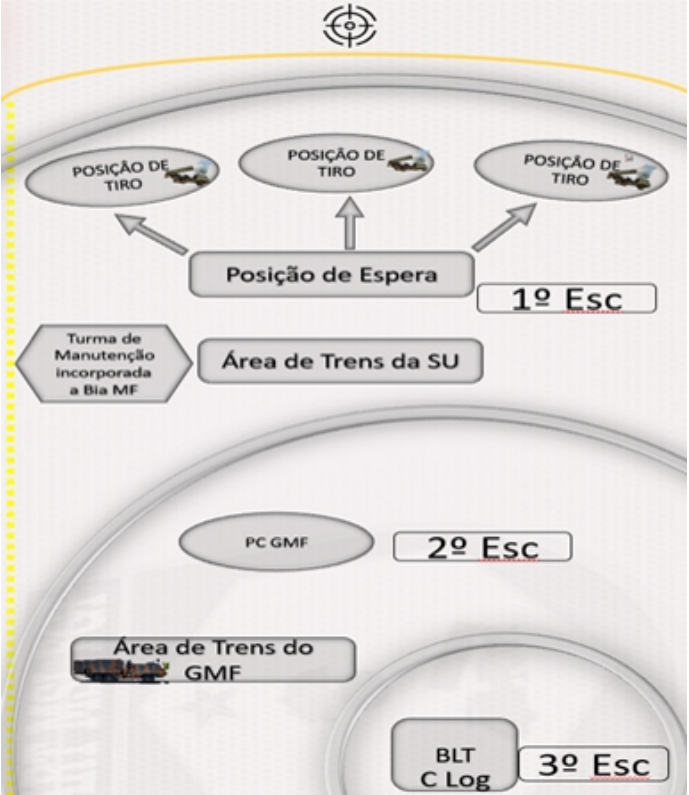 POSIÇÃO DE
TIRO
POSIÇÃO DE
TIRO
POSIÇÃO DE
TIRO
Posição de Espera
1º Esc
Turma de
Manutenção
incorporada
a Bia MF
Área de Trens da SU
PC GMF
2º Esc
Área de Trens do
GMF
BLT
C Log
3º Esc